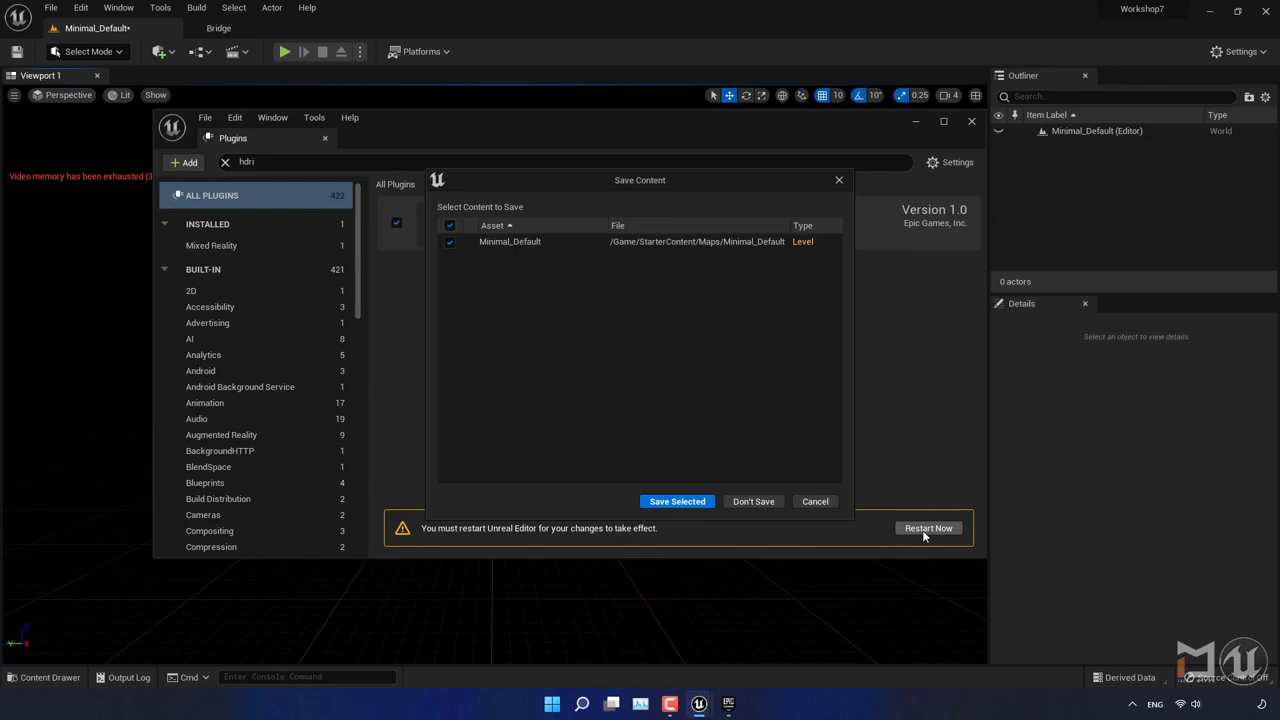 File Edit Window Tools Build Select Actor Help
Workshop7
Minimal_Default•
Bridge
Select Mode
Platforms
Settings
Viewport 1
Outliner
Perspective Lit Show
10 10° 0.25 4
Search...
Item Label Type
Minimal_Default (Editor) World
0 actors
Details
Select an object to view details.
Video memory has been exhausted (3
File Edit Window Tools Help
Plugins
Add
hdri
Settings
ALL PLUGINS 422
All Plugins
INSTALLED 1
Mixed Reality 1
BUILT-IN 421
2D 1
Accessibility 3
Advertising 1
AI 8
Analytics 5
Android 3
Android Background Service 1
Animation 17
Audio 19
Augmented Reality 9
BackgroundHTTP 1
BlendSpace 1
Blueprints 4
Build Distribution 2
Cameras 2
Compositing 3
Compression 2
Version 1.0
Epic Games, Inc.
Save Content
Select Content to Save
Asset File Type
Minimal_Default /Game/StarterContent/Maps/Minimal_Default Level
Save Selected Don't Save Cancel
You must restart Unreal Editor for your changes to take effect.
Restart Now
Z
Y X
Content Drawer Output Log Cmd Enter Console Command
Derived Data Source Control Off
EPIC GAMES
ENG